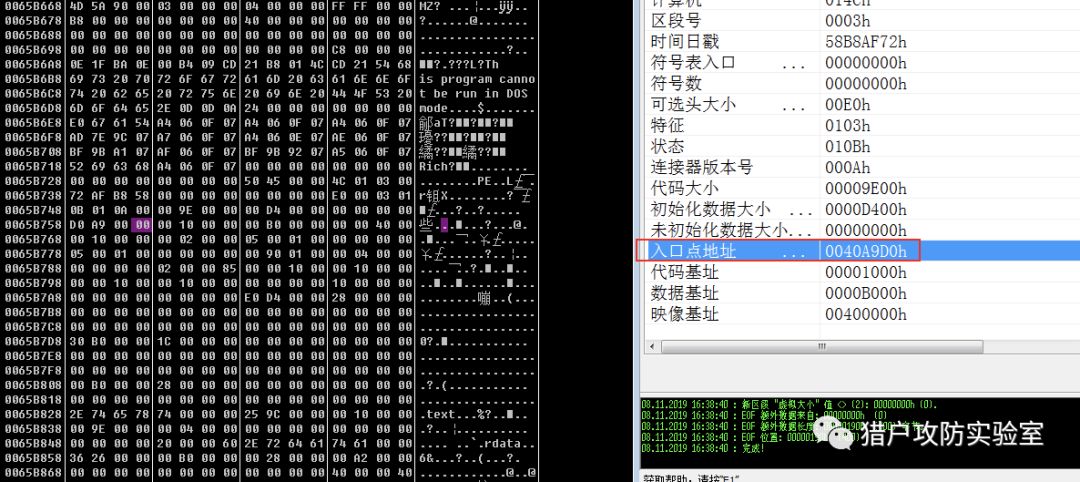 0065B668 4D 5A 90 00 03 00 00 00 04 00 00 00 FF FF 00 00
0065B678 B8 00 00 00 00 00 00 00 40 00 00 00 00 00 00 00
0065B688 00 00 00 00 00 00 00 00 00 00 00 00 00 00 00 00
0065B698 00 00 00 00 00 00 00 00 00 00 00 00 C8 00 00 00
0065B6A8 0E 1F BA 0E 00 B4 09 CD 21 B8 01 4C CD 21 54 68
0065B6B8 69 73 20 70 72 6F 67 72 61 6D 20 63 61 6E 6E 6F is program canno
0065B6C8 74 20 62 65 20 72 75 6E 20 69 6E 20 44 4F 53 20 t be run in DOS
0065B6D8 6D 6F 64 65 2E 0D 0D 0A 24 00 00 00 00 00 00 00 mode....$.......
0065B6E8 E0 67 61 54 A4 06 0F 07 A4 06 0F 07 A4 06 0F 07
0065B6F8 AD 7E 9C 07 A7 06 0F 07 A4 06 0E 07 AE 06 0F 07
0065B708 BF 9B A1 07 AF 06 0F 07 BF 9B 92 07 A5 06 0F 07
0065B718 52 69 63 68 A4 06 0F 07 00 00 00 00 00 00 00 00
0065B728 00 00 00 00 00 00 00 00 50 45 00 00 4C 01 03 00
0065B738 72 AF B8 58 00 00 00 00 00 00 00 00 E0 00 03 01
0065B748 0B 01 0A 00 00 9E 00 00 00 D4 00 00 00 00 00 00
0065B758 D0 A9 00 00 00 10 00 00 00 B0 00 00 00 00 40 00
0065B768 00 10 00 00 00 02 00 00 05 00 01 00 00 00 00 00
0065B778 05 00 01 00 00 00 00 00 00 90 01 00 00 04 00 00
0065B788 00 00 00 00 02 00 00 85 00 00 10 00 00 10 00 00
0065B798 00 00 10 00 00 10 00 00 00 00 00 00 10 00 00 00
0065B7A8 00 00 00 00 00 00 00 00 E0 D4 00 00 28 00 00 00
0065B7B8 00 00 00 00 00 00 00 00 00 00 00 00 00 00 00 00
0065B7C8 00 00 00 00 00 00 00 00 00 00 00 00 00 00 00 00
0065B7D8 30 B0 00 00 1C 00 00 00 00 00 00 00 00 00 00 00
0065B7E8 00 00 00 00 00 00 00 00 00 00 00 00 00 00 00 00
0065B7F8 00 00 00 00 00 00 00 00 00 00 00 00 00 00 00 00
0065B808 00 B0 00 00 28 00 00 00 00 00 00 00 00 00 00 00
0065B818 00 00 00 00 00 00 00 00 00 00 00 00 00 00 00 00
0065B828 2E 74 65 78 74 00 00 00 25 9C 00 00 00 10 00 00 .text...%?......
0065B838 00 9E 00 00 00 04 00 00 00 00 00 00 00 00 00 00
0065B848 00 00 00 00 20 00 00 60 2E 72 64 61 74 61 00 00 .... ..`.rdata..
0065B858 36 26 00 00 00 B0 00 00 00 28 00 00 00 A2 00 00
0065B868 00 00 00 00 00 00 00 00 00 00 00 00 40 00 00 40
计算机 014Ch
区段号 0003h
时间日戳 58B8AF72h
符号表入口 ... 00000000h
符号数 00000000h
可选头大小 ... 00E0h
特征 0103h
状态 010Bh
连接器版本号 000Ah
代码大小 00009E00h
初始化数据大小 ... 0000D400h
未初始化数据大小... 00000000h
入口点地址 ... 0040A9D0h
代码基址 00001000h
数据基址 0000B000h
映像基址 00400000h
08.11.2019 16:38:40 : 新区段 "虚拟大小" 值 <> (2): 00000000h (0).
08.11.2019 16:38:40 : EOF 额外数据来自: 00000000h (0)
08.11.2019 16:38:40 : EOF 额外数据长度
08.11.2019 16:38:40 : EOF 位置:
08.11.2019 16:38:40 : 完成!
猎户攻防实验室
获取帮助，请按"F1"